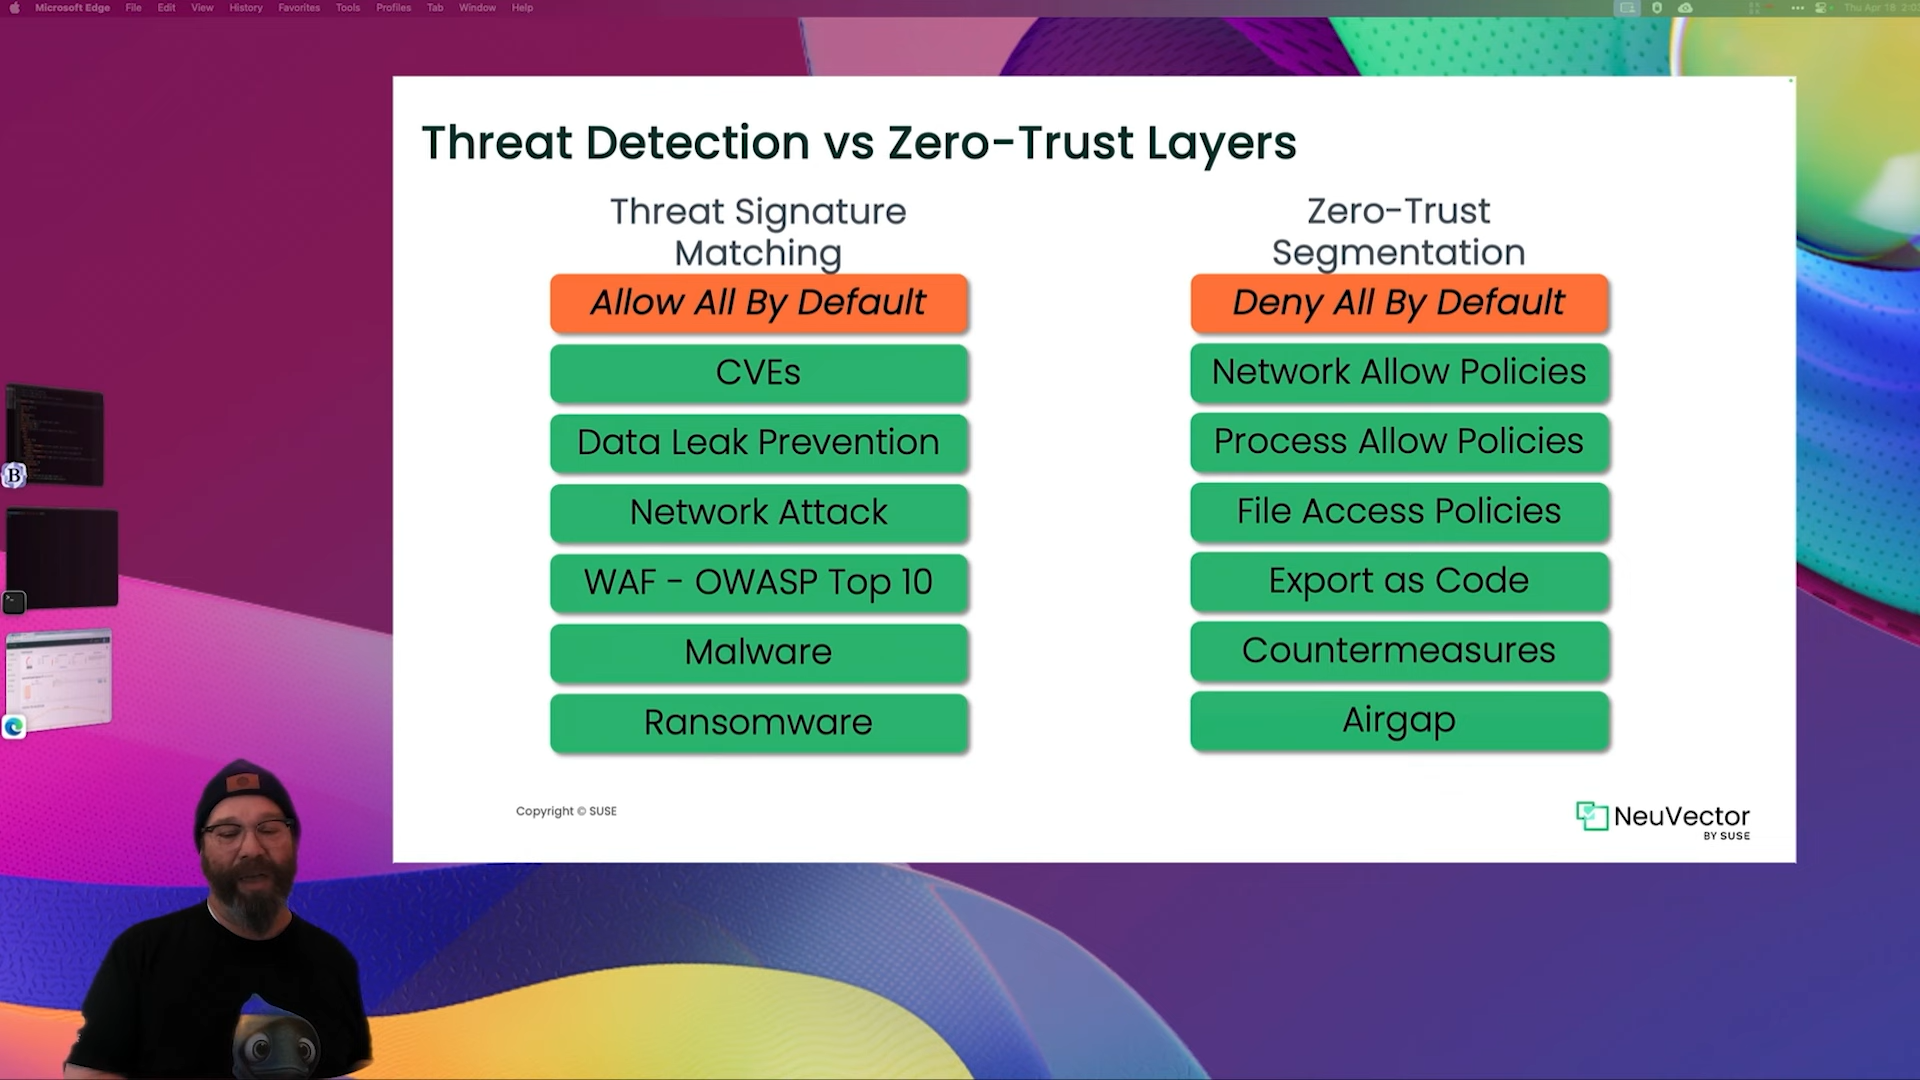 Microsoft Edge File Edit View History Favorites Tools Profiles Tab Window Help
Thu Apr 18
Threat Detection vs Zero-Trust Layers
Threat Signature
Matching
Allow All By Default
CVEs
Data Leak Prevention
Network Attack
WAF - OWASP Top 10
Malware
Ransomware
Zero-Trust
Segmentation
Deny All By Default
Network Allow Policies
Process Allow Policies
File Access Policies
Export as Code
Countermeasures
Airgap
Copyright © SUSE
NeuVector
BY SUSE
B